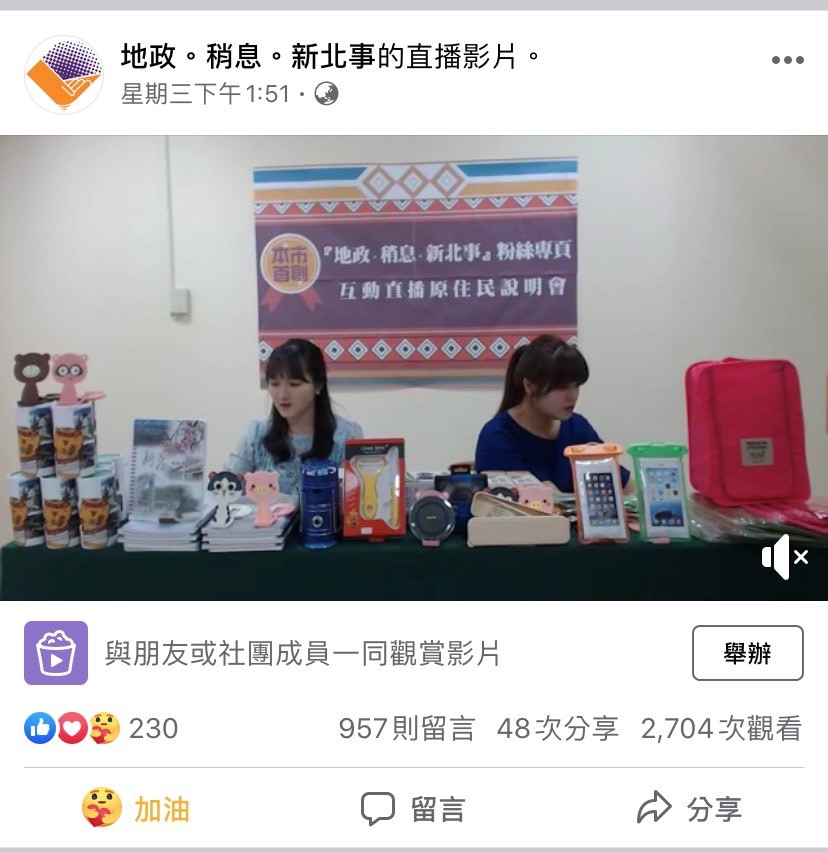 地政。稍息。新北事的直播影片。
星期三下午1:51 ·
本市
首創
『地政.稍息.新北事』粉絲專頁
互動直播原住民說明會
與朋友或社團成員一同觀賞影片
舉辦
230
957則留言 48次分享 2,704次觀看
加油 留言 分享